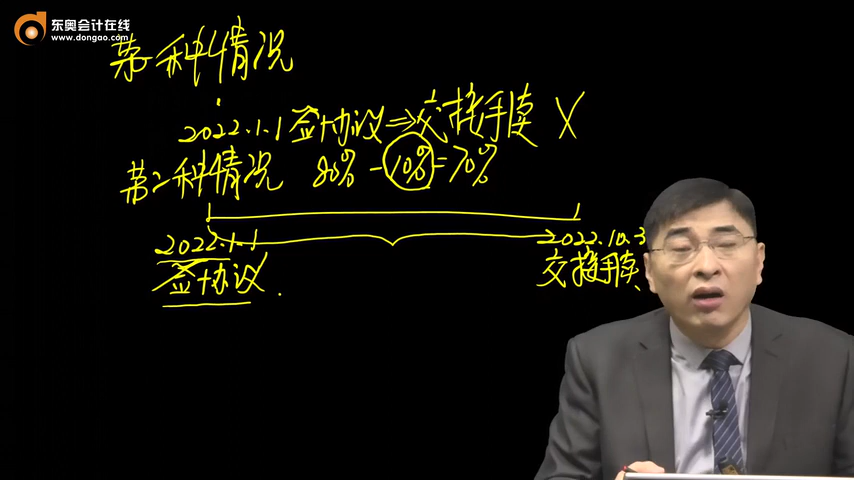 东奥会计在线
www.dongao.com
第一种情况
2022.1.1 签协议⇒交接手续 X
第二种情况 80% - 10% = 70%
2022.1.1
2022.10.3
签协议.
交接手续